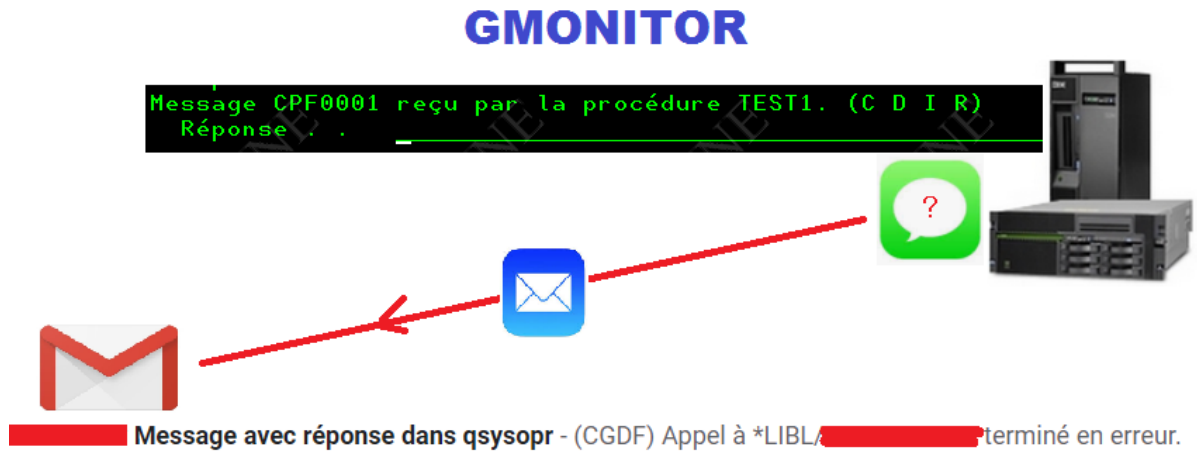 GMONITOR
Message CPF0001 reçu par la procédure TEST1. (C D I R)
Réponse . .
?
Message avec réponse dans qsysopr - (CGDF) Appel à *LIBL/ terminé en erreur.